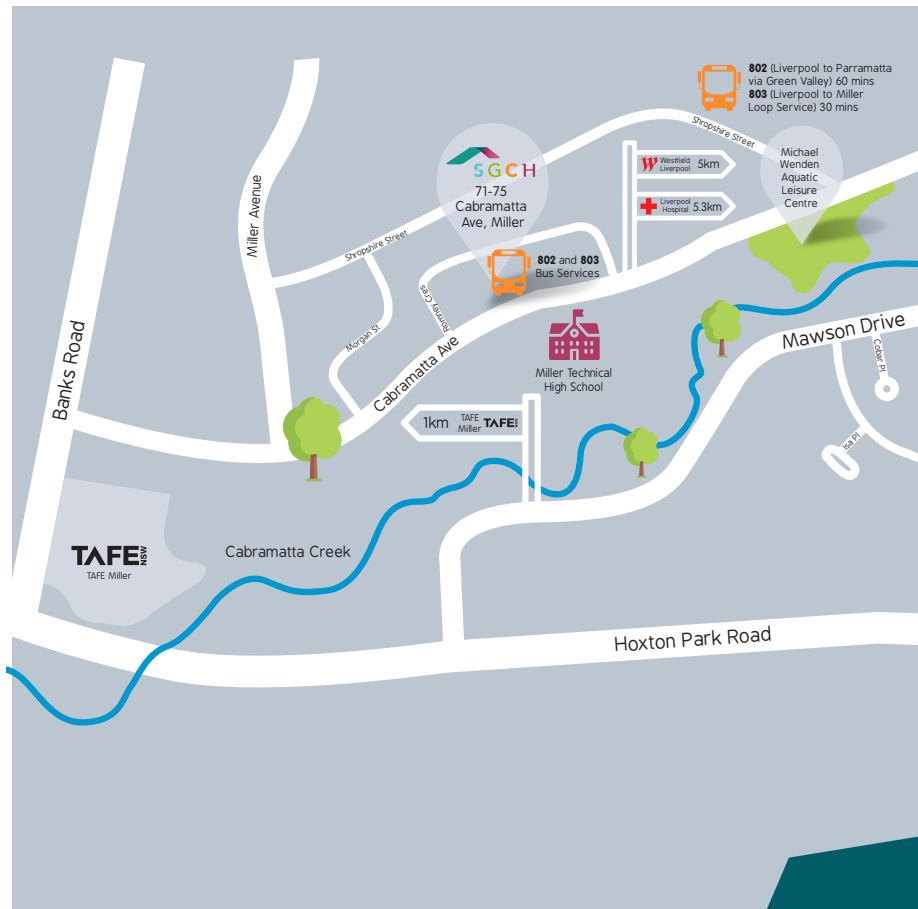 802 (Liverpool to Parramatta
via Green Valley) 60 mins
803 (Liverpool to Miller
Loop Service) 30 mins
Shropshire Street
Michael
Wenden
Aquatic
Leisure
Centre
W Westfield
Liverpool 5km
Liverpool
Hospital 5.3km
SGCH
71-75
Cabramatta
Ave, Miller
802 and 803
Bus Services
Miller Avenue
Shropshire Street
Romney Cres
Morgan St
Cabramatta Ave
Banks Road
Miller Technical
High School
Mawson Drive
Cobar Pl
Isa Pl
1km TAFE
Miller TAFE NSW
TAFE NSW
TAFE Miller
Cabramatta Creek
Hoxton Park Road